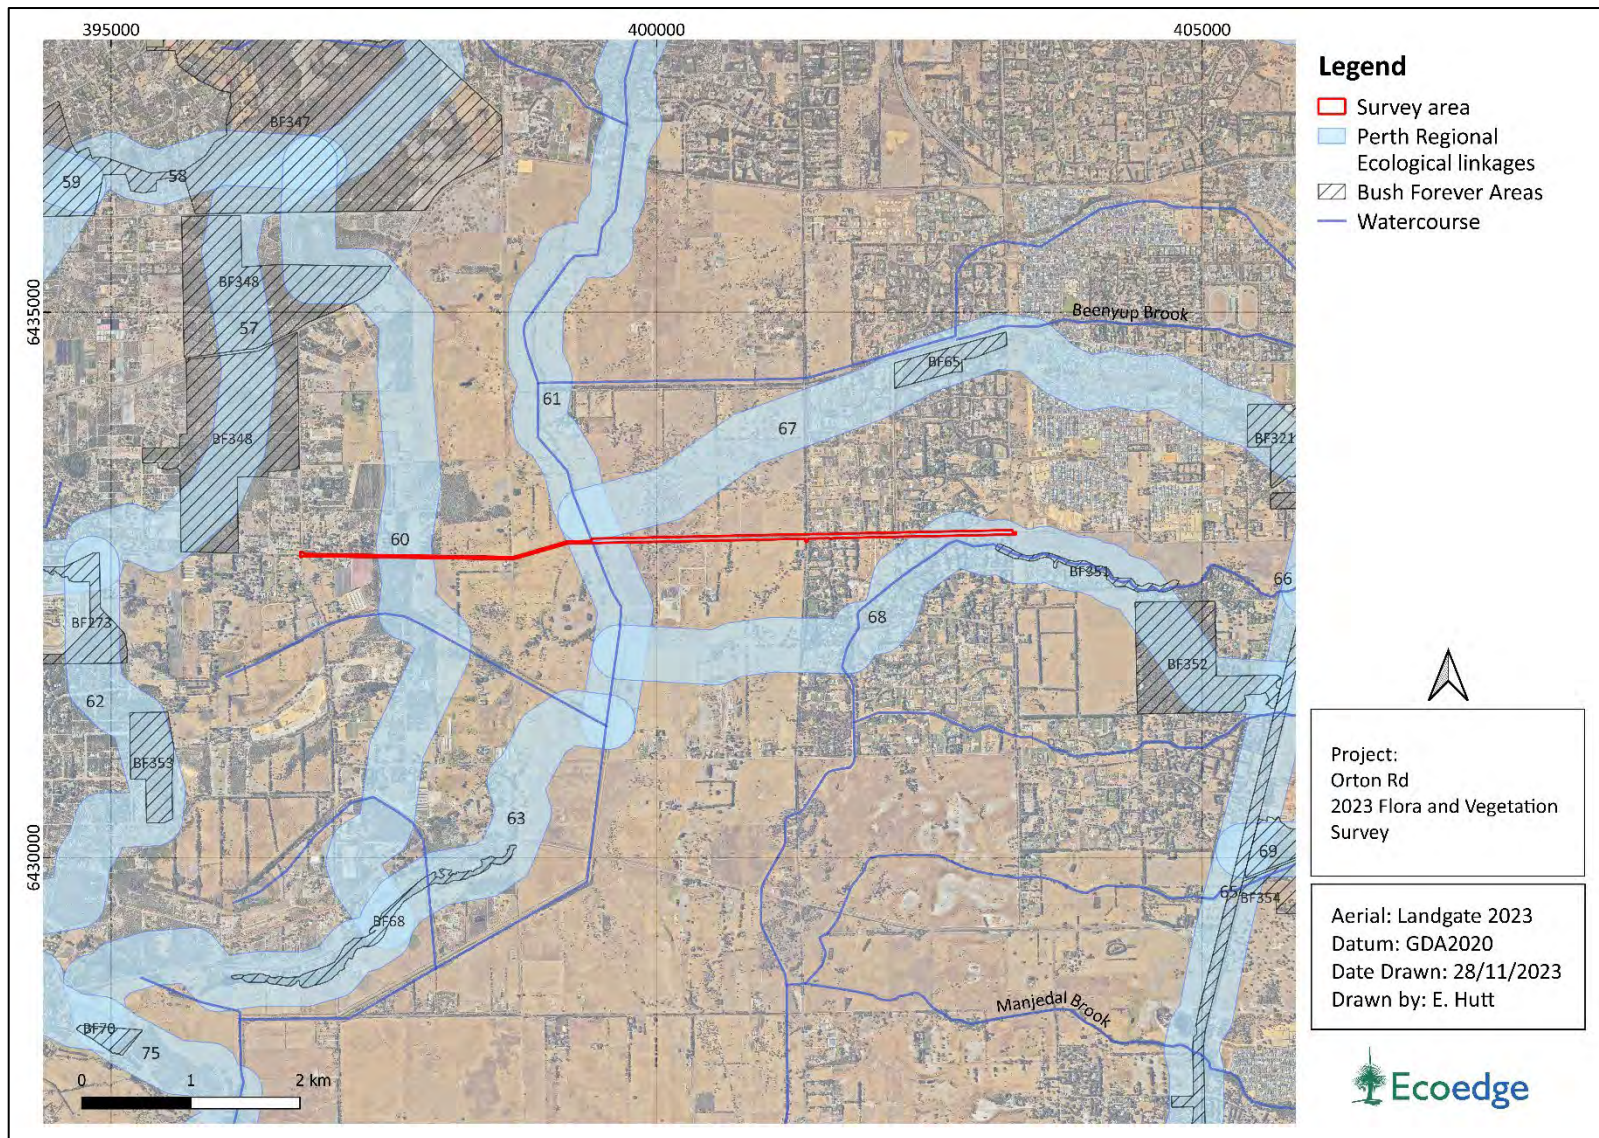 395000
400000
405000
6435000
6430000
BF347
59
58
BF348
57
BF348
Beenyup Brook
BF65
61
67
BF321
60
BF351
66
BF273
68
BF352
62
BF353
63
69
65
BF354
BF68
Manjedal Brook
BF70
75
0 1 2 km
Legend
Survey area
Perth Regional
Ecological linkages
Bush Forever Areas
Watercourse
Project:
Orton Rd
2023 Flora and Vegetation
Survey
Aerial: Landgate 2023
Datum: GDA2020
Date Drawn: 28/11/2023
Drawn by: E. Hutt
Ecoedge